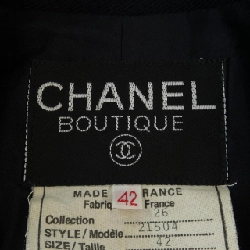 CHANEL
BOUTIQUE
MADE 42 FRANCE
Fabriq France
Collection 26
STYLE/Modèle 21504
SIZE/Taille 42